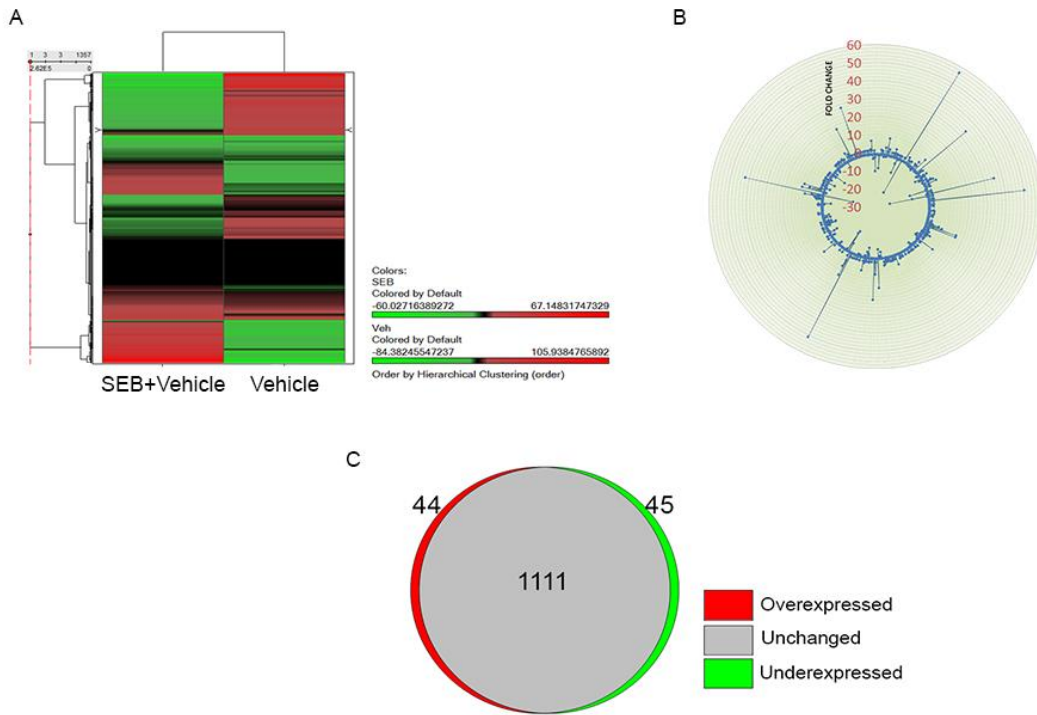 A
1 3 3 1357
2.62E5 0
SEB+Vehicle Vehicle
Colors:
SEB
Colored by Default
-60.02716389272 67.14831747329
Veh
Colored by Default
-84.38245547237 105.9384765892
Order by Hierarchical Clustering (order)
B
FOLD CHANGE
60
50
40
30
20
10
0
-10
-20
-30
C
44
1111
45
Overexpressed
Unchanged
Underexpressed